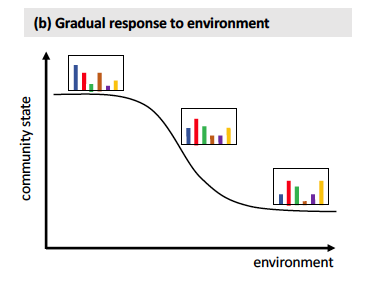 (b) Gradual response to environment
community state
environment